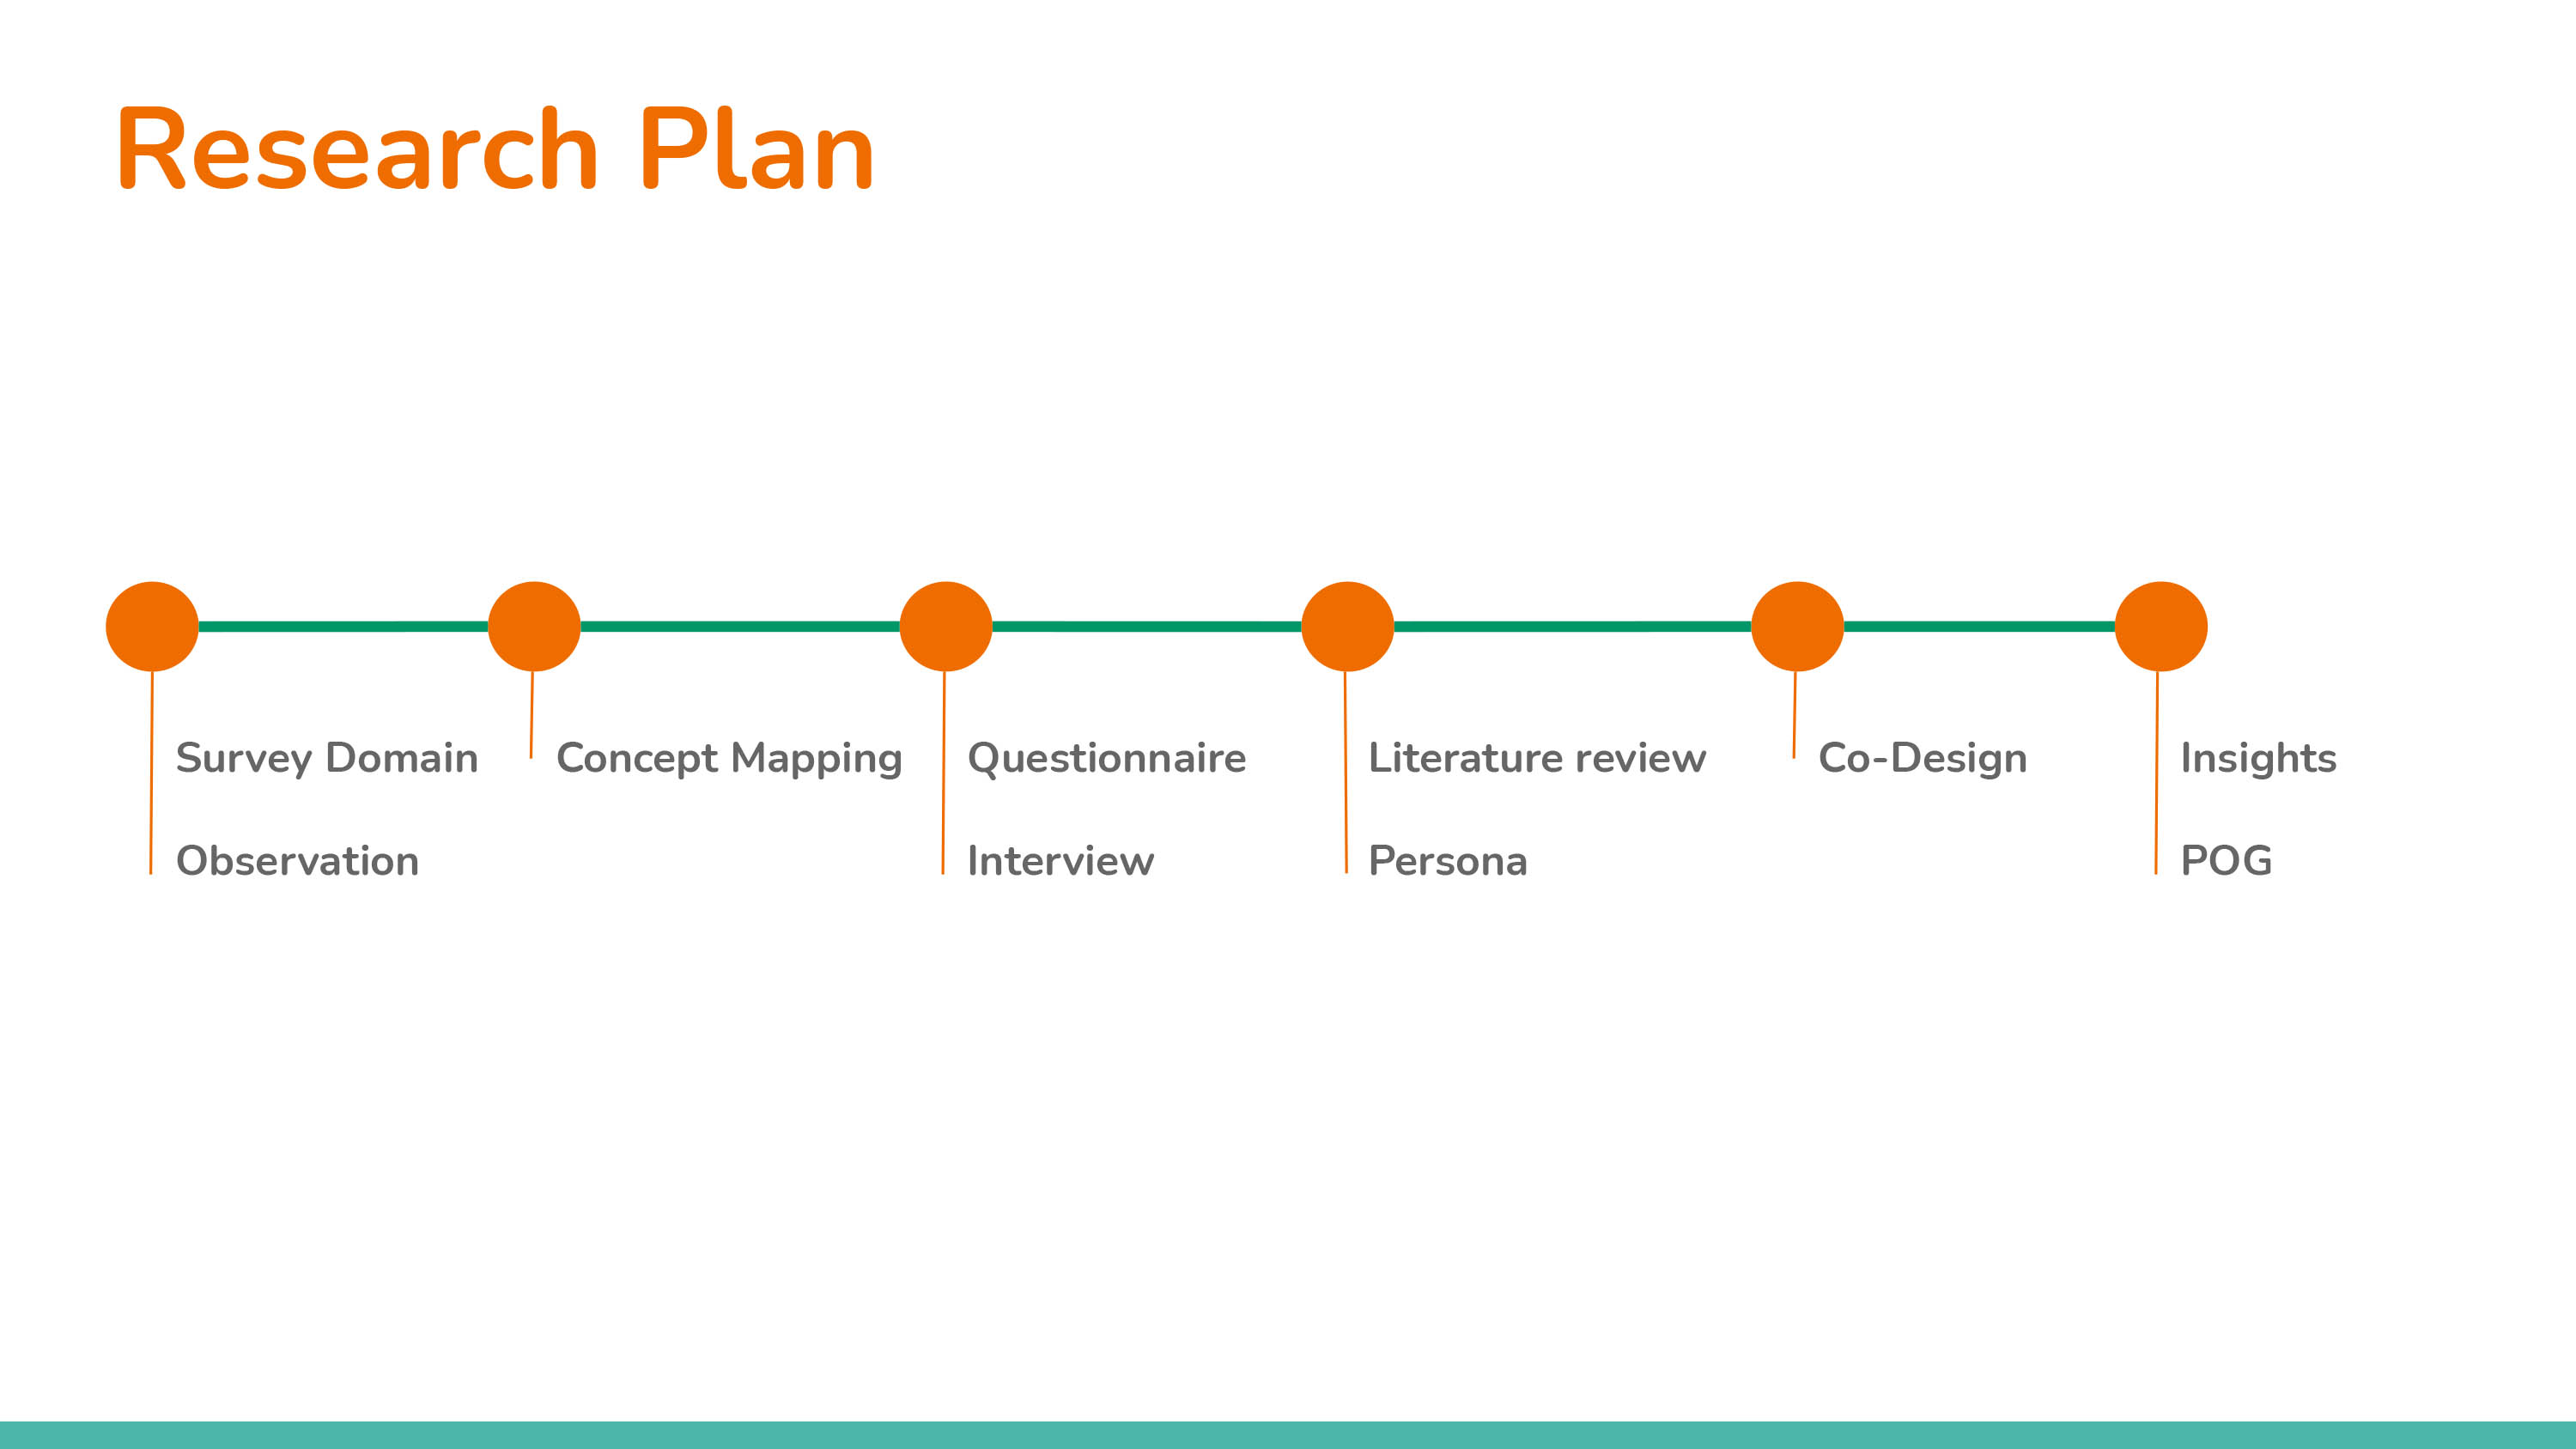 Research Plan
Survey Domain
Observation
Concept Mapping
Questionnaire
Interview
Literature review
Persona
Co-Design
Insights
POG